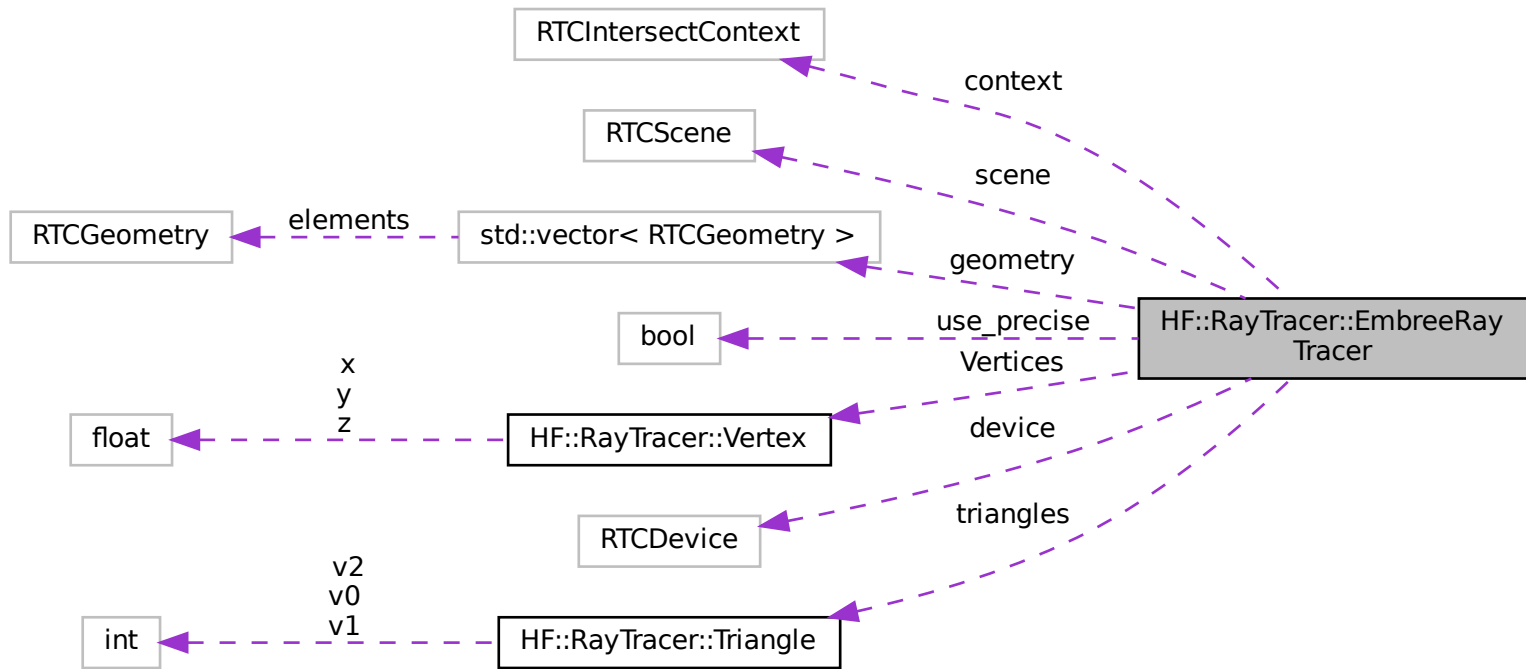 RTCIntersectContext
context
RTCScene
scene
RTCGeometry
elements
std::vector< RTCGeometry >
geometry
bool
use_precise
HF::RayTracer::EmbreeRay
Tracer
Vertices
x
y
z
float
HF::RayTracer::Vertex
device
RTCDevice
triangles
v2
v0
v1
int
HF::RayTracer::Triangle